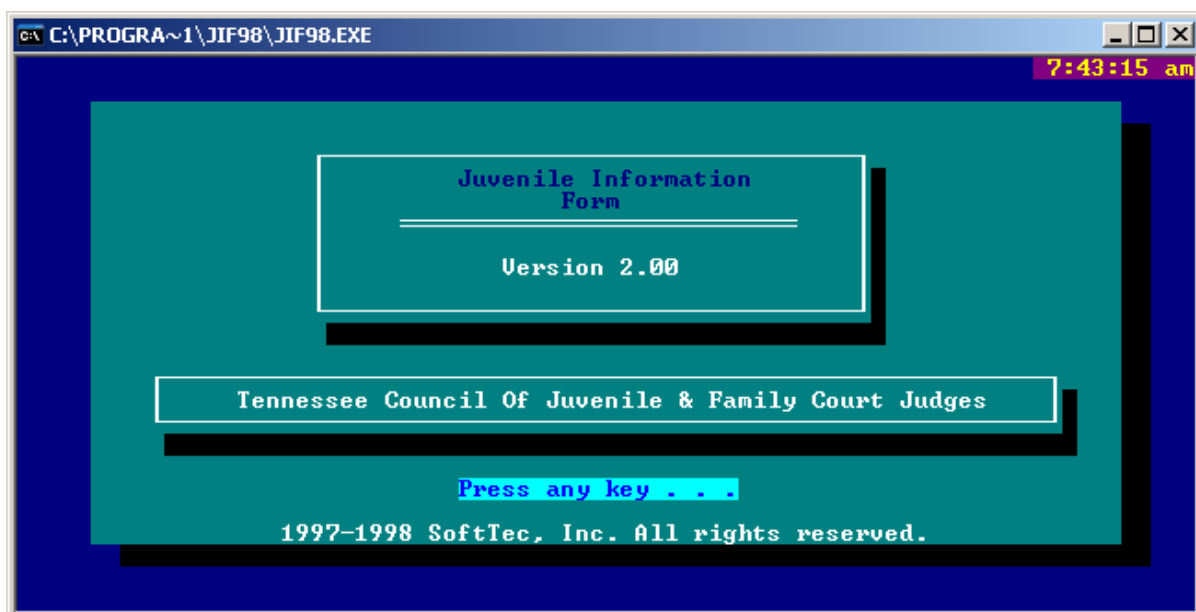 C:\PROGRA~1\JIF98\JIF98.EXE
7:43:15 am
Juvenile Information
Form
Version 2.00
Tennessee Council Of Juvenile & Family Court Judges
Press any key . . .
1997-1998 SoftTec, Inc. All rights reserved.